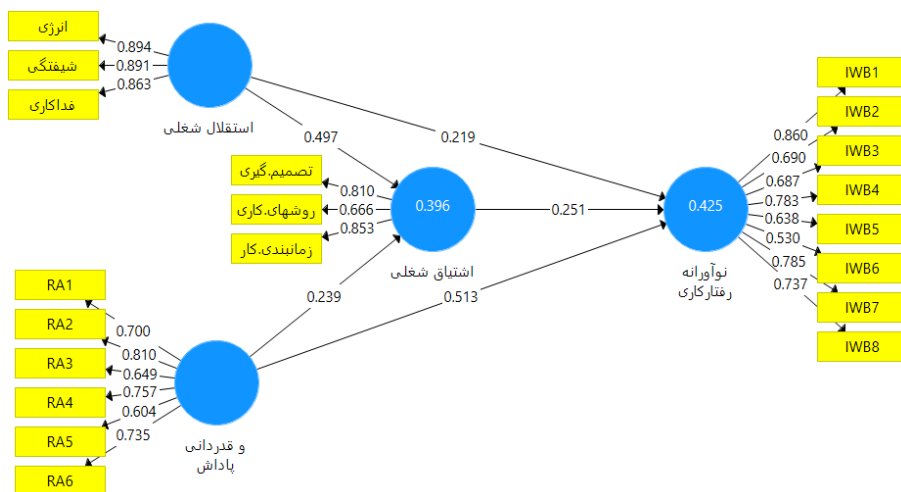 انرژی
0.894
شیفتگی
0.891
فداکاری
0.863
استقلال شغلی
0.497
0.219
تصمیم.گیری
0.810
روشهای.کاری
0.666
زمانبندی.کار
0.853
0.396
اشتیاق شغلی
0.251
0.239
0.513
RA1
0.700
RA2
0.810
RA3
0.649
RA4
0.757
RA5
0.604
RA6
0.735
و قدردانی
پاداش
0.425
نوآورانه
رفتارکاری
IWB1
0.860
IWB2
0.690
IWB3
0.687
IWB4
0.783
IWB5
0.638
IWB6
0.530
IWB7
0.785
IWB8
0.737